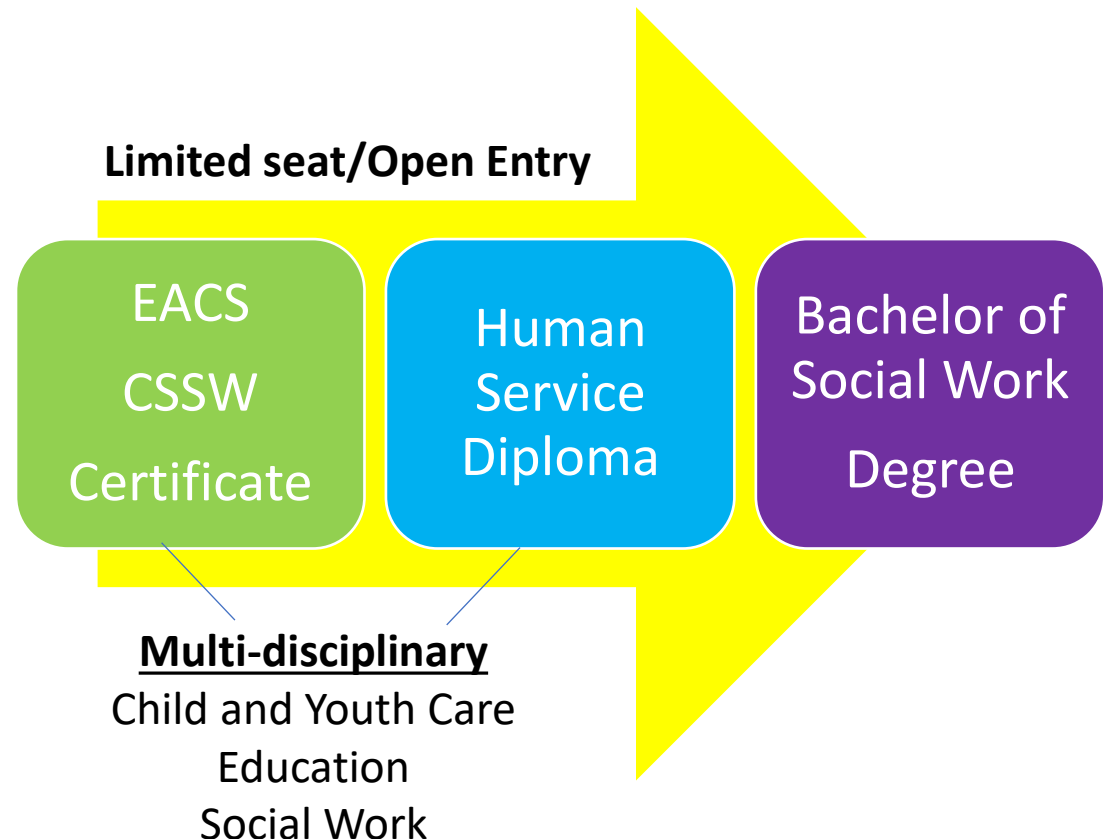 Limited seat/Open Entry
EACS
CSSW
Certificate
Human
Service
Diploma
Bachelor of
Social Work
Degree
Multi-disciplinary
Child and Youth Care
Education
Social Work